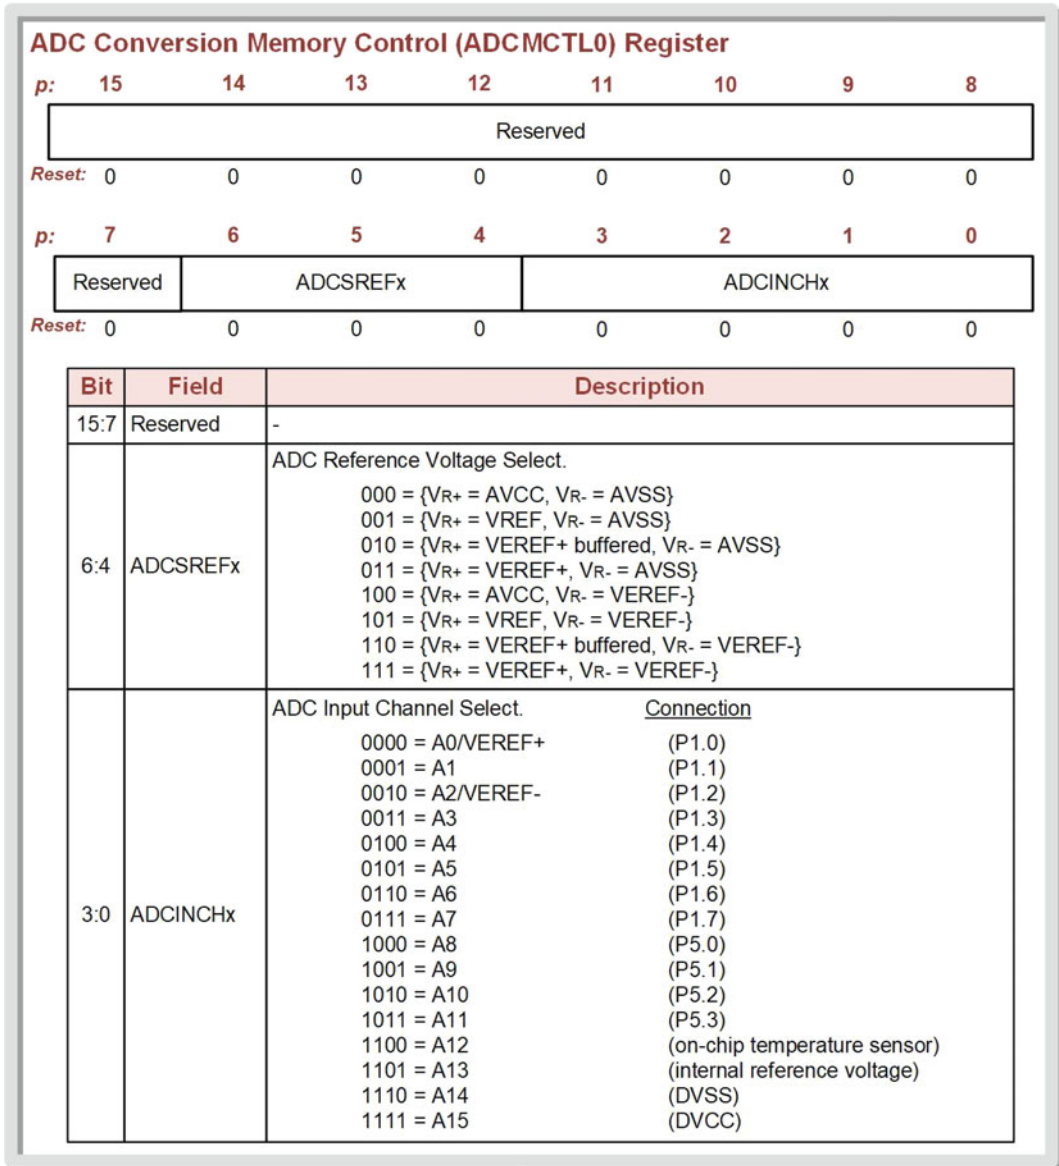 ADC Conversion Memory Control (ADCMCTL0) Register
p: 15 14 13 12 11 10 9 8
Reserved
Reset: 0 0 0 0 0 0 0 0
p: 7 6 5 4 3 2 1 0
Reserved ADCSREFx ADCINCHx
Reset: 0 0 0 0 0 0 0 0
Bit Field Description
15:7 Reserved -
6:4 ADCSREFx ADC Reference Voltage Select.
000 = {VR+ = AVCC, VR- = AVSS}
001 = {VR+ = VREF, VR- = AVSS}
010 = {VR+ = VEREF+ buffered, VR- = AVSS}
011 = {VR+ = VEREF+, VR- = AVSS}
100 = {VR+ = AVCC, VR- = VEREF-}
101 = {VR+ = VREF, VR- = VEREF-}
110 = {VR+ = VEREF+ buffered, VR- = VEREF-}
111 = {VR+ = VEREF+, VR- = VEREF-}
3:0 ADCINCHx ADC Input Channel Select. Connection
0000 = A0/VEREF+ (P1.0)
0001 = A1 (P1.1)
0010 = A2/VEREF- (P1.2)
0011 = A3 (P1.3)
0100 = A4 (P1.4)
0101 = A5 (P1.5)
0110 = A6 (P1.6)
0111 = A7 (P1.7)
1000 = A8 (P5.0)
1001 = A9 (P5.1)
1010 = A10 (P5.2)
1011 = A11 (P5.3)
1100 = A12 (on-chip temperature sensor)
1101 = A13 (internal reference voltage)
1110 = A14 (DVSS)
1111 = A15 (DVCC)